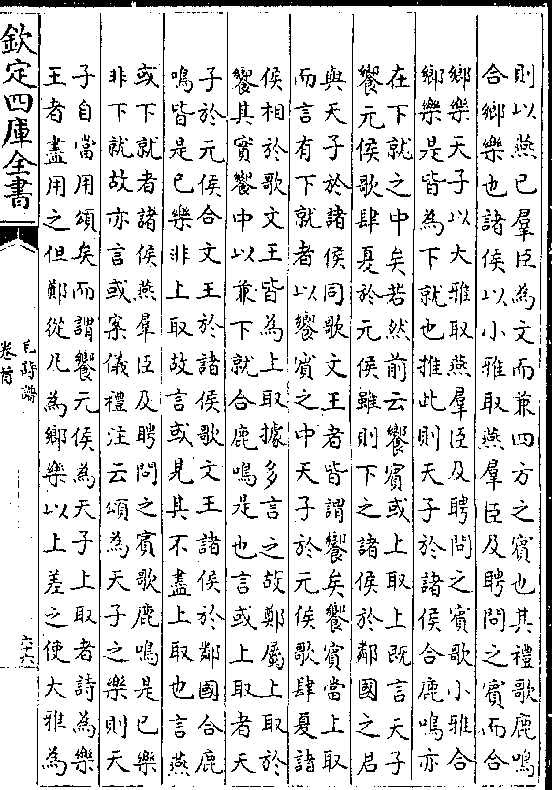 則以燕已羣臣為文而兼四方之賓也其禮歌鹿鳴
合鄉樂也諸侯以小雅取燕羣臣及聘問之賓而合
鄉樂天子以大雅取燕羣臣及聘問之賓歌小雅合
鄉樂是皆為下就也推此則天子於諸侯合鹿鳴亦
在下就之中矣若然前云饗賓或上取上既言天子
饗元侯歌肆夏於元侯雖則下之諸侯於鄰國之君
與天子於諸侯同歌文王者皆謂饗矣饗賓當上取
而言有下就者以饗賓之中天子於元侯歌肆夏諸
侯相於歌文王皆為上取據多言之故鄭屬上取於
饗其賓饗中以兼下就合鹿鳴是也言或上取者天
子於元侯合文王於諸侯歌文王諸侯於鄰國合鹿
鳴皆是已樂非上取故言或見其不盡上取也言燕
或下就者諸侯燕羣臣及聘問之賓歌鹿鳴是已樂
非下就故亦言或案儀禮注云頌為天子之樂則天
子自當用頌矣而謂饗元侯為天子上取者詩為樂
王者盡用之但鄭從凡為鄉樂以上差之使大雅為
欽定四庫全書
毛詩譜
卷首